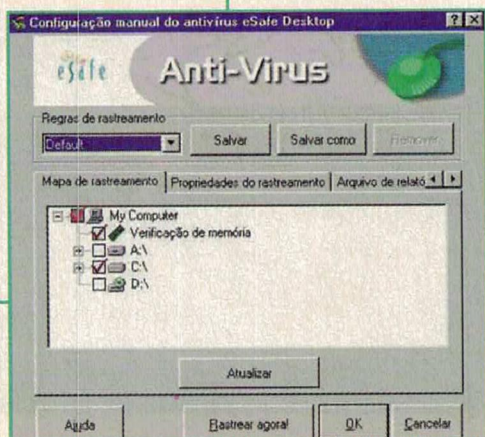 Configuração manual do antivírus eSafe Desktop
eSafe Anti-Virus
Regras de rastreamento
Default Salvar Salvar como Remover
Mapa de rastreamento Propriedades do rastreamento Arquivo de relató
My Computer
Verificação de memória
A:\
C:\
D:\
Atualizar
Ajuda Rastrear agora! OK Cancelar